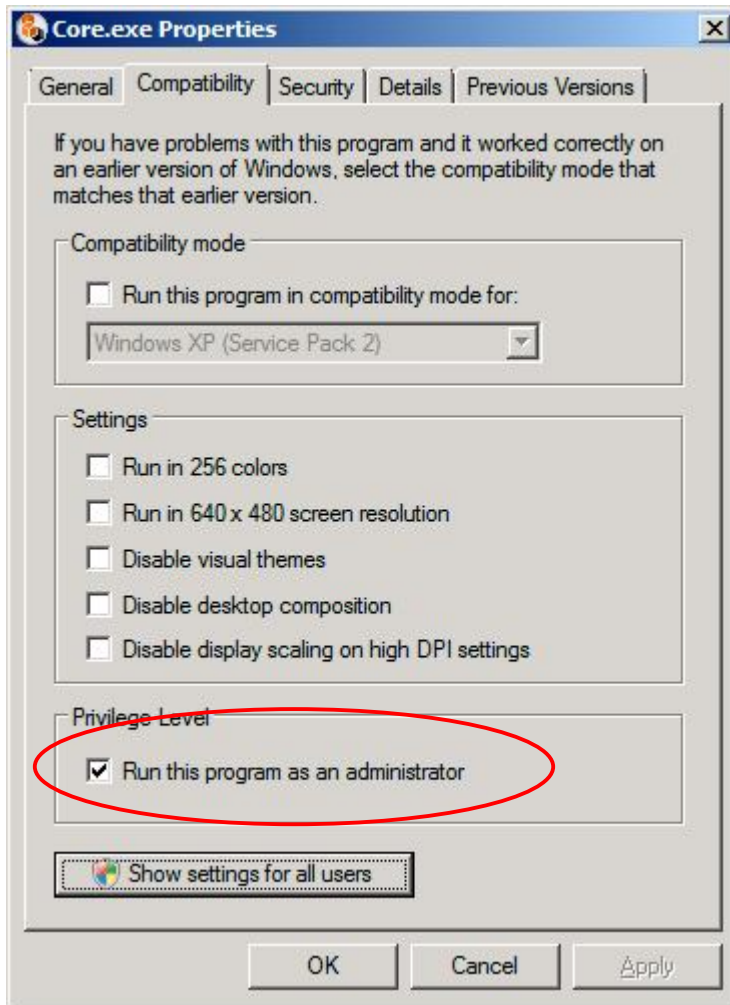 Core.exe Properties
General Compatibility Security Details Previous Versions
If you have problems with this program and it worked correctly on
an earlier version of Windows, select the compatibility mode that
matches that earlier version.
Compatibility mode
Run this program in compatibility mode for:
Windows XP (Service Pack 2)
Settings
Run in 256 colors
Run in 640 x 480 screen resolution
Disable visual themes
Disable desktop composition
Disable display scaling on high DPI settings
Privilege Level
Run this program as an administrator
Show settings for all users
OK Cancel Apply